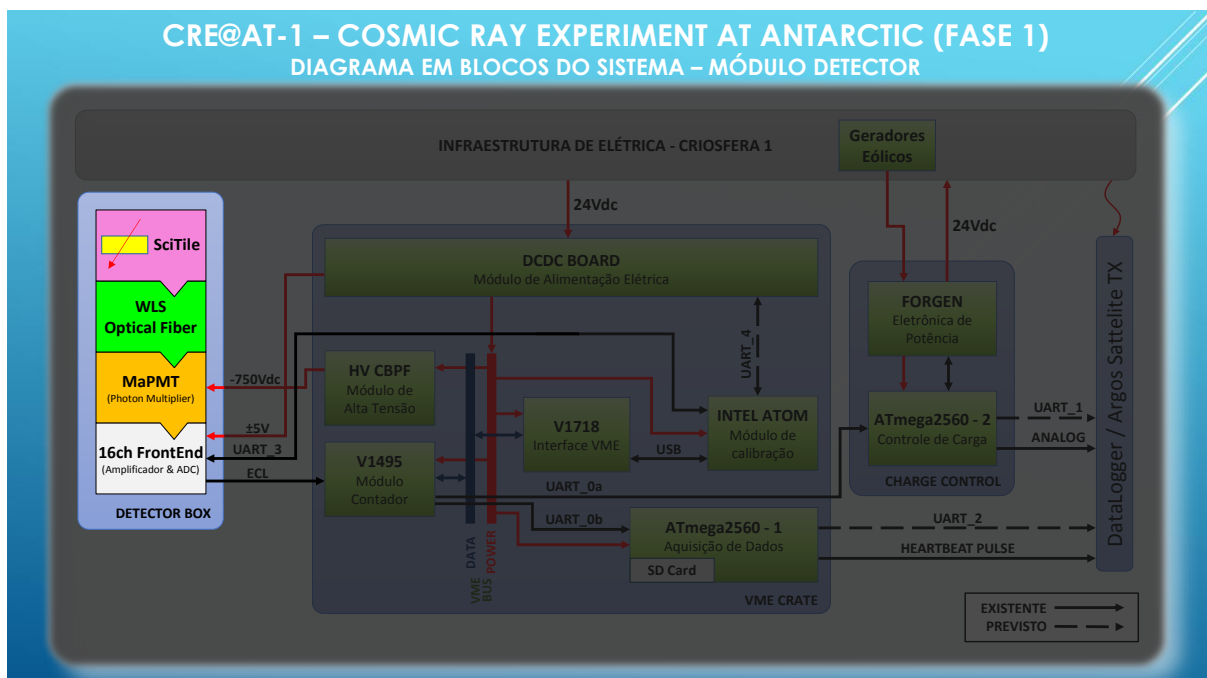 CRE@AT-1 – COSMIC RAY EXPERIMENT AT ANTARCTIC (FASE 1)
DIAGRAMA EM BLOCOS DO SISTEMA – MÓDULO DETECTOR
INFRAESTRUTURA DE ELÉTRICA - CRIOSFERA 1
Geradores
Eólicos
24Vdc
24Vdc
SciTile
WLS
Optical Fiber
MaPMT
(Photon Multiplier)
16ch FrontEnd
(Amplificador & ADC)
DETECTOR BOX
-750Vdc
±5V
UART_3
ECL
DCDC BOARD
Módulo de Alimentação Elétrica
UART_4
HV CBPF
Módulo de
Alta Tensão
V1718
Interface VME
USB
INTEL ATOM
Módulo de
calibração
V1495
Módulo
Contador
UART_0a
UART_0b
ATmega2560 - 1
Aquisição de Dados
SD Card
DATA
POWER
VME
BUS
VME CRATE
FORGEN
Eletrônica de
Potência
ATmega2560 - 2
Controle de Carga
CHARGE CONTROL
UART_1
ANALOG
UART_2
HEARTBEAT PULSE
DataLogger / Argos Sattelite TX
EXISTENTE
PREVISTO